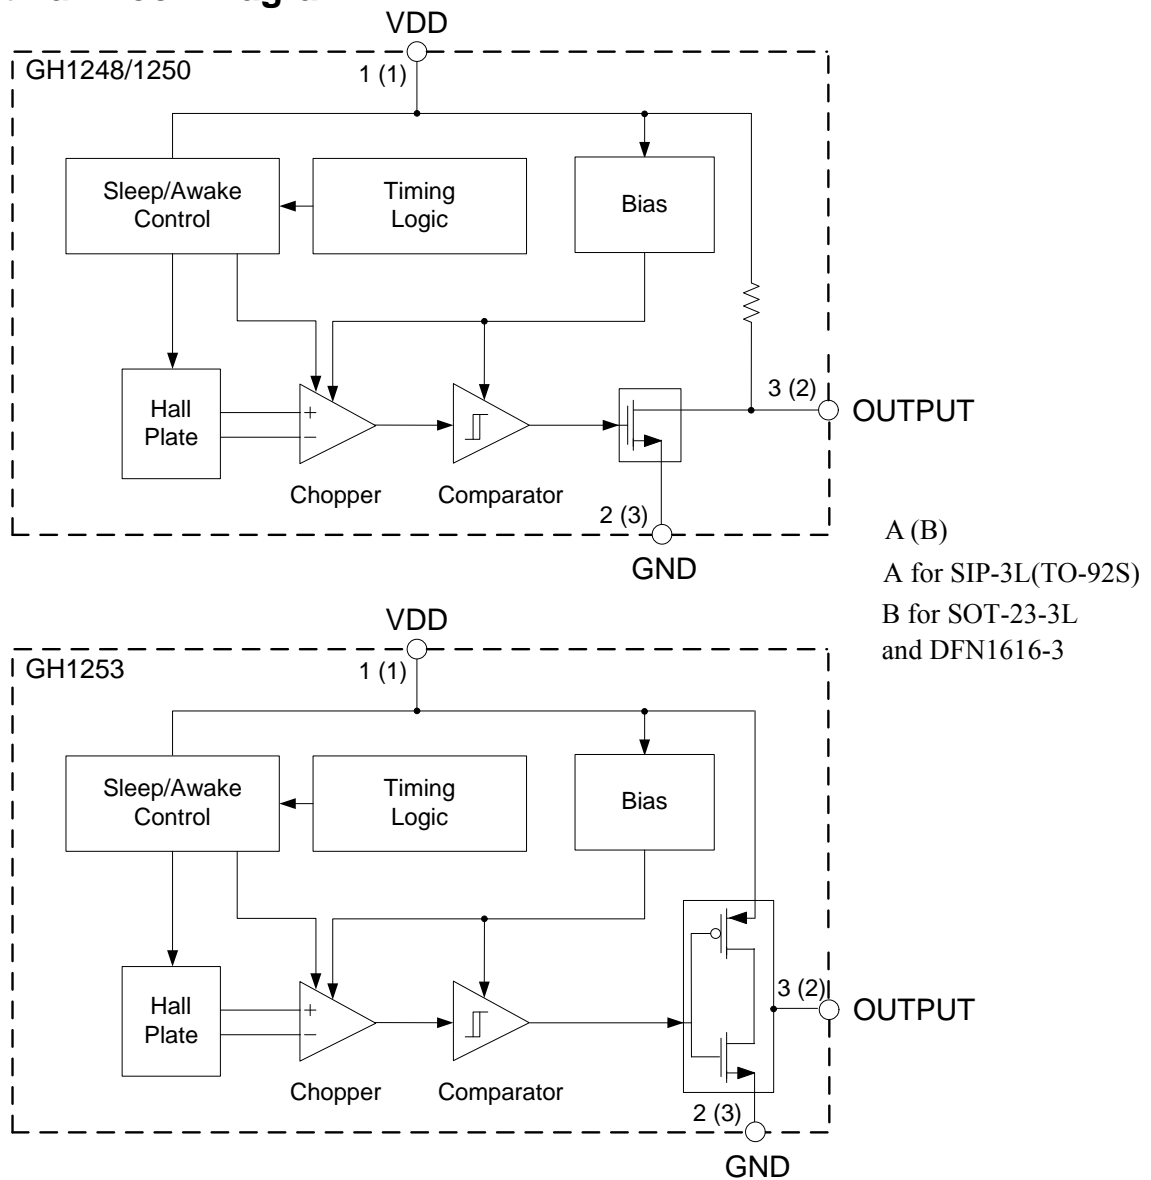 VDD
GH1248/1250
1 (1)
Sleep/Awake
Control
Timing
Logic
Bias
Hall
Plate
+
−
Chopper
Comparator
3 (2)
OUTPUT
2 (3)
GND
A (B)
A for SIP-3L(TO-92S)
B for SOT-23-3L
and DFN1616-3
VDD
GH1253
1 (1)
Sleep/Awake
Control
Timing
Logic
Bias
Hall
Plate
+
−
Chopper
Comparator
3 (2)
OUTPUT
2 (3)
GND